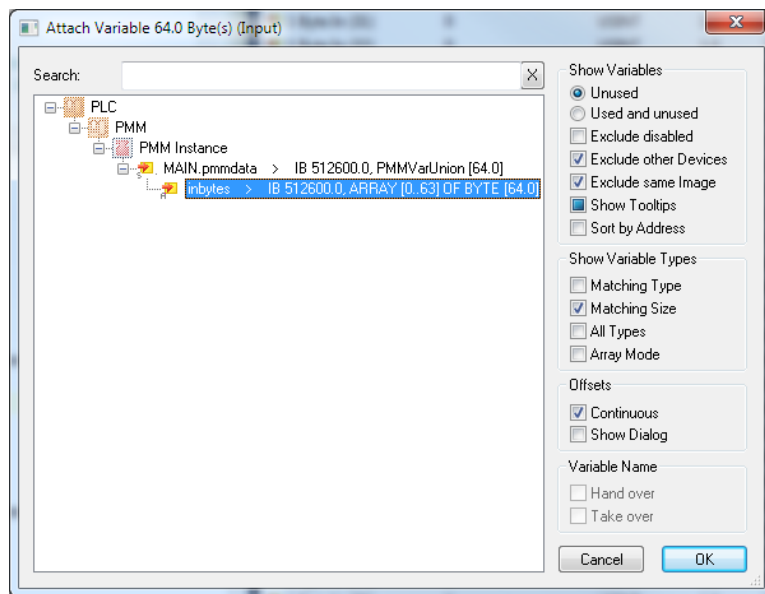 Attach Variable 64.0 Byte(s) (Input)
Search:
X
PLC
PMM
PMM Instance
MAIN.pmmdata > IB 512600.0, PMMVarUnion [64.0]
inbytes > IB 512600.0, ARRAY [0..63] OF BYTE [64.0]
Show Variables
Unused
Used and unused
Exclude disabled
Exclude other Devices
Exclude same Image
Show Tooltips
Sort by Address
Show Variable Types
Matching Type
Matching Size
All Types
Array Mode
Offsets
Continuous
Show Dialog
Variable Name
Hand over
Take over
Cancel
OK